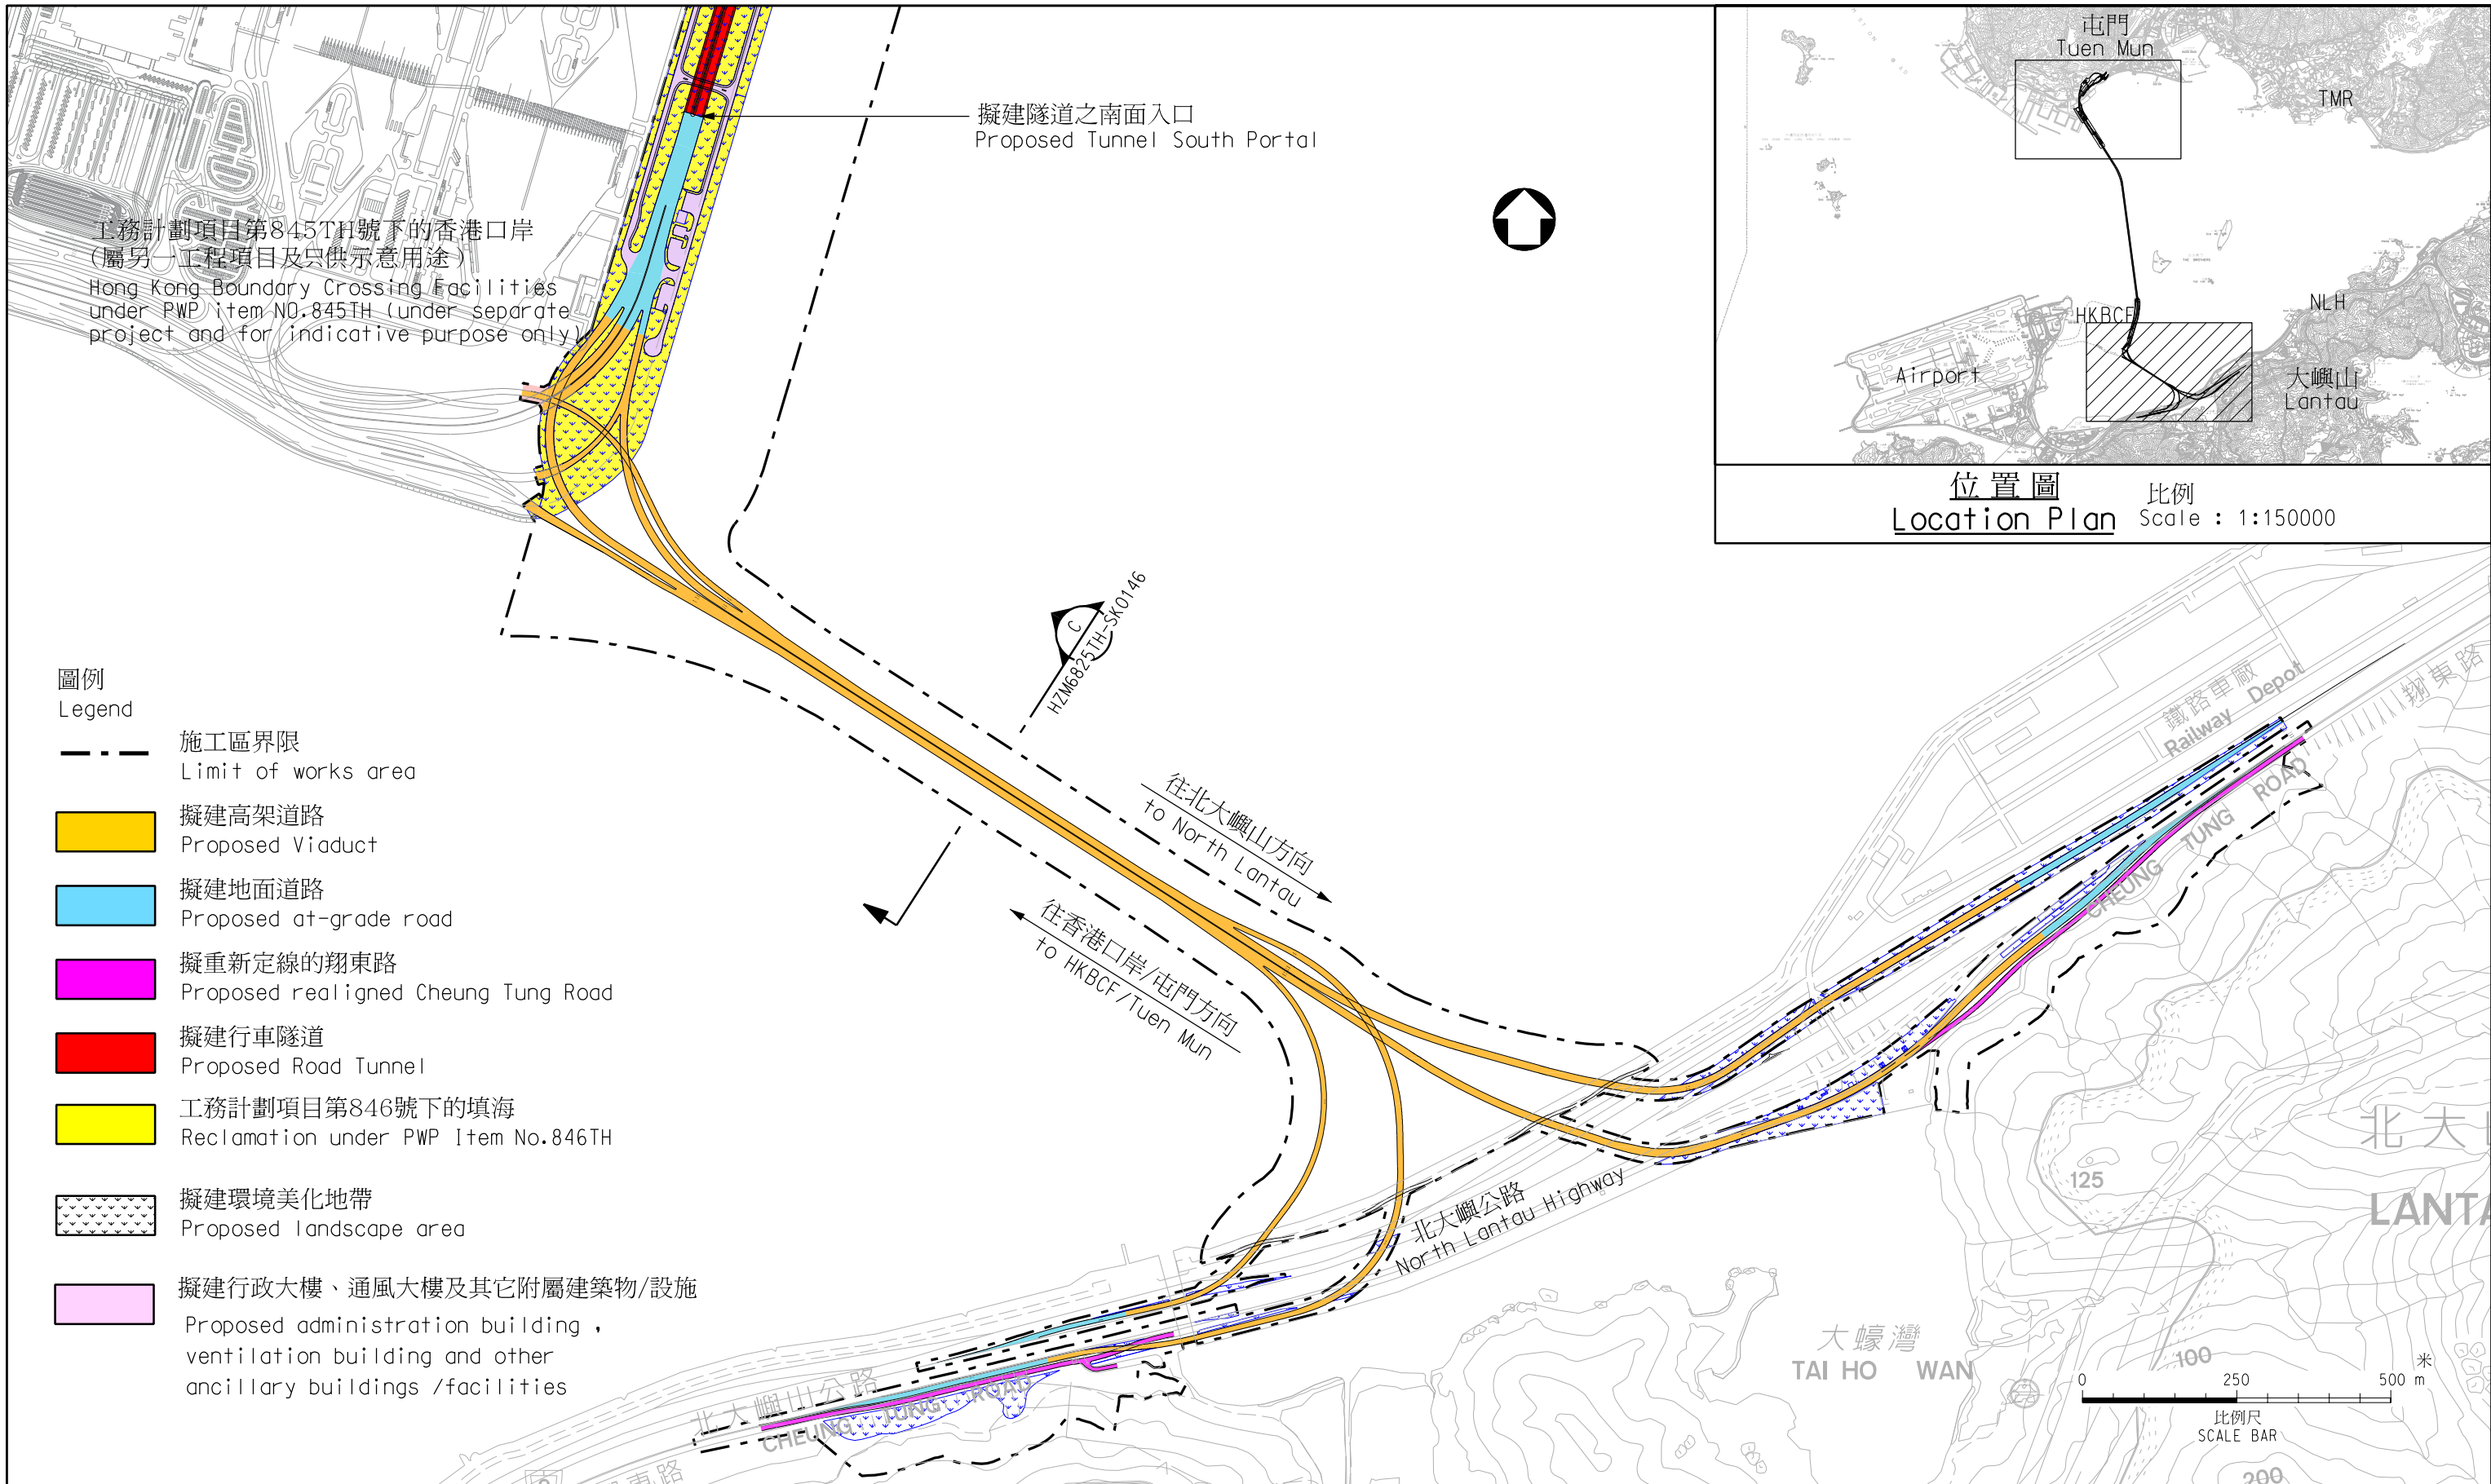 屯門
Tuen Mun
TMR
NLH
HKBCF
Airport
大嶼山
Lantau
位置圖
Location Plan
比例
Scale : 1:150000
擬建隧道之南面入口
Proposed Tunnel South Portal
工務計劃項目第845TH號下的香港口岸
(屬另一工程項目及只供示意用途)
Hong Kong Boundary Crossing Facilities
under PWP item NO.845TH (under separate
project and for indicative purpose only)
C
HZM6825TH-SK0146
往北大嶼山方向
to North Lantau
往香港口岸/屯門方向
to HKBCF/Tuen Mun
鐵路車廠
Railway Depot
翔東路
CHEUNG TUNG ROAD
北大嶼公路
North Lantau Highway
北大嶼山公路
CHEUNG TUNG ROAD
東路
大蠔灣
TAI HO WAN
北大
LANTA
125
100
200
圖例
Legend
施工區界限
Limit of works area
擬建高架道路
Proposed Viaduct
擬建地面道路
Proposed at-grade road
擬重新定線的翔東路
Proposed realigned Cheung Tung Road
擬建行車隧道
Proposed Road Tunnel
工務計劃項目第846號下的填海
Reclamation under PWP Item No.846TH
擬建環境美化地帶
Proposed landscape area
擬建行政大樓、通風大樓及其它附屬建築物/設施
Proposed administration building ,
ventilation building and other
ancillary buildings /facilities
米
0 250 500 m
比例尺
SCALE BAR